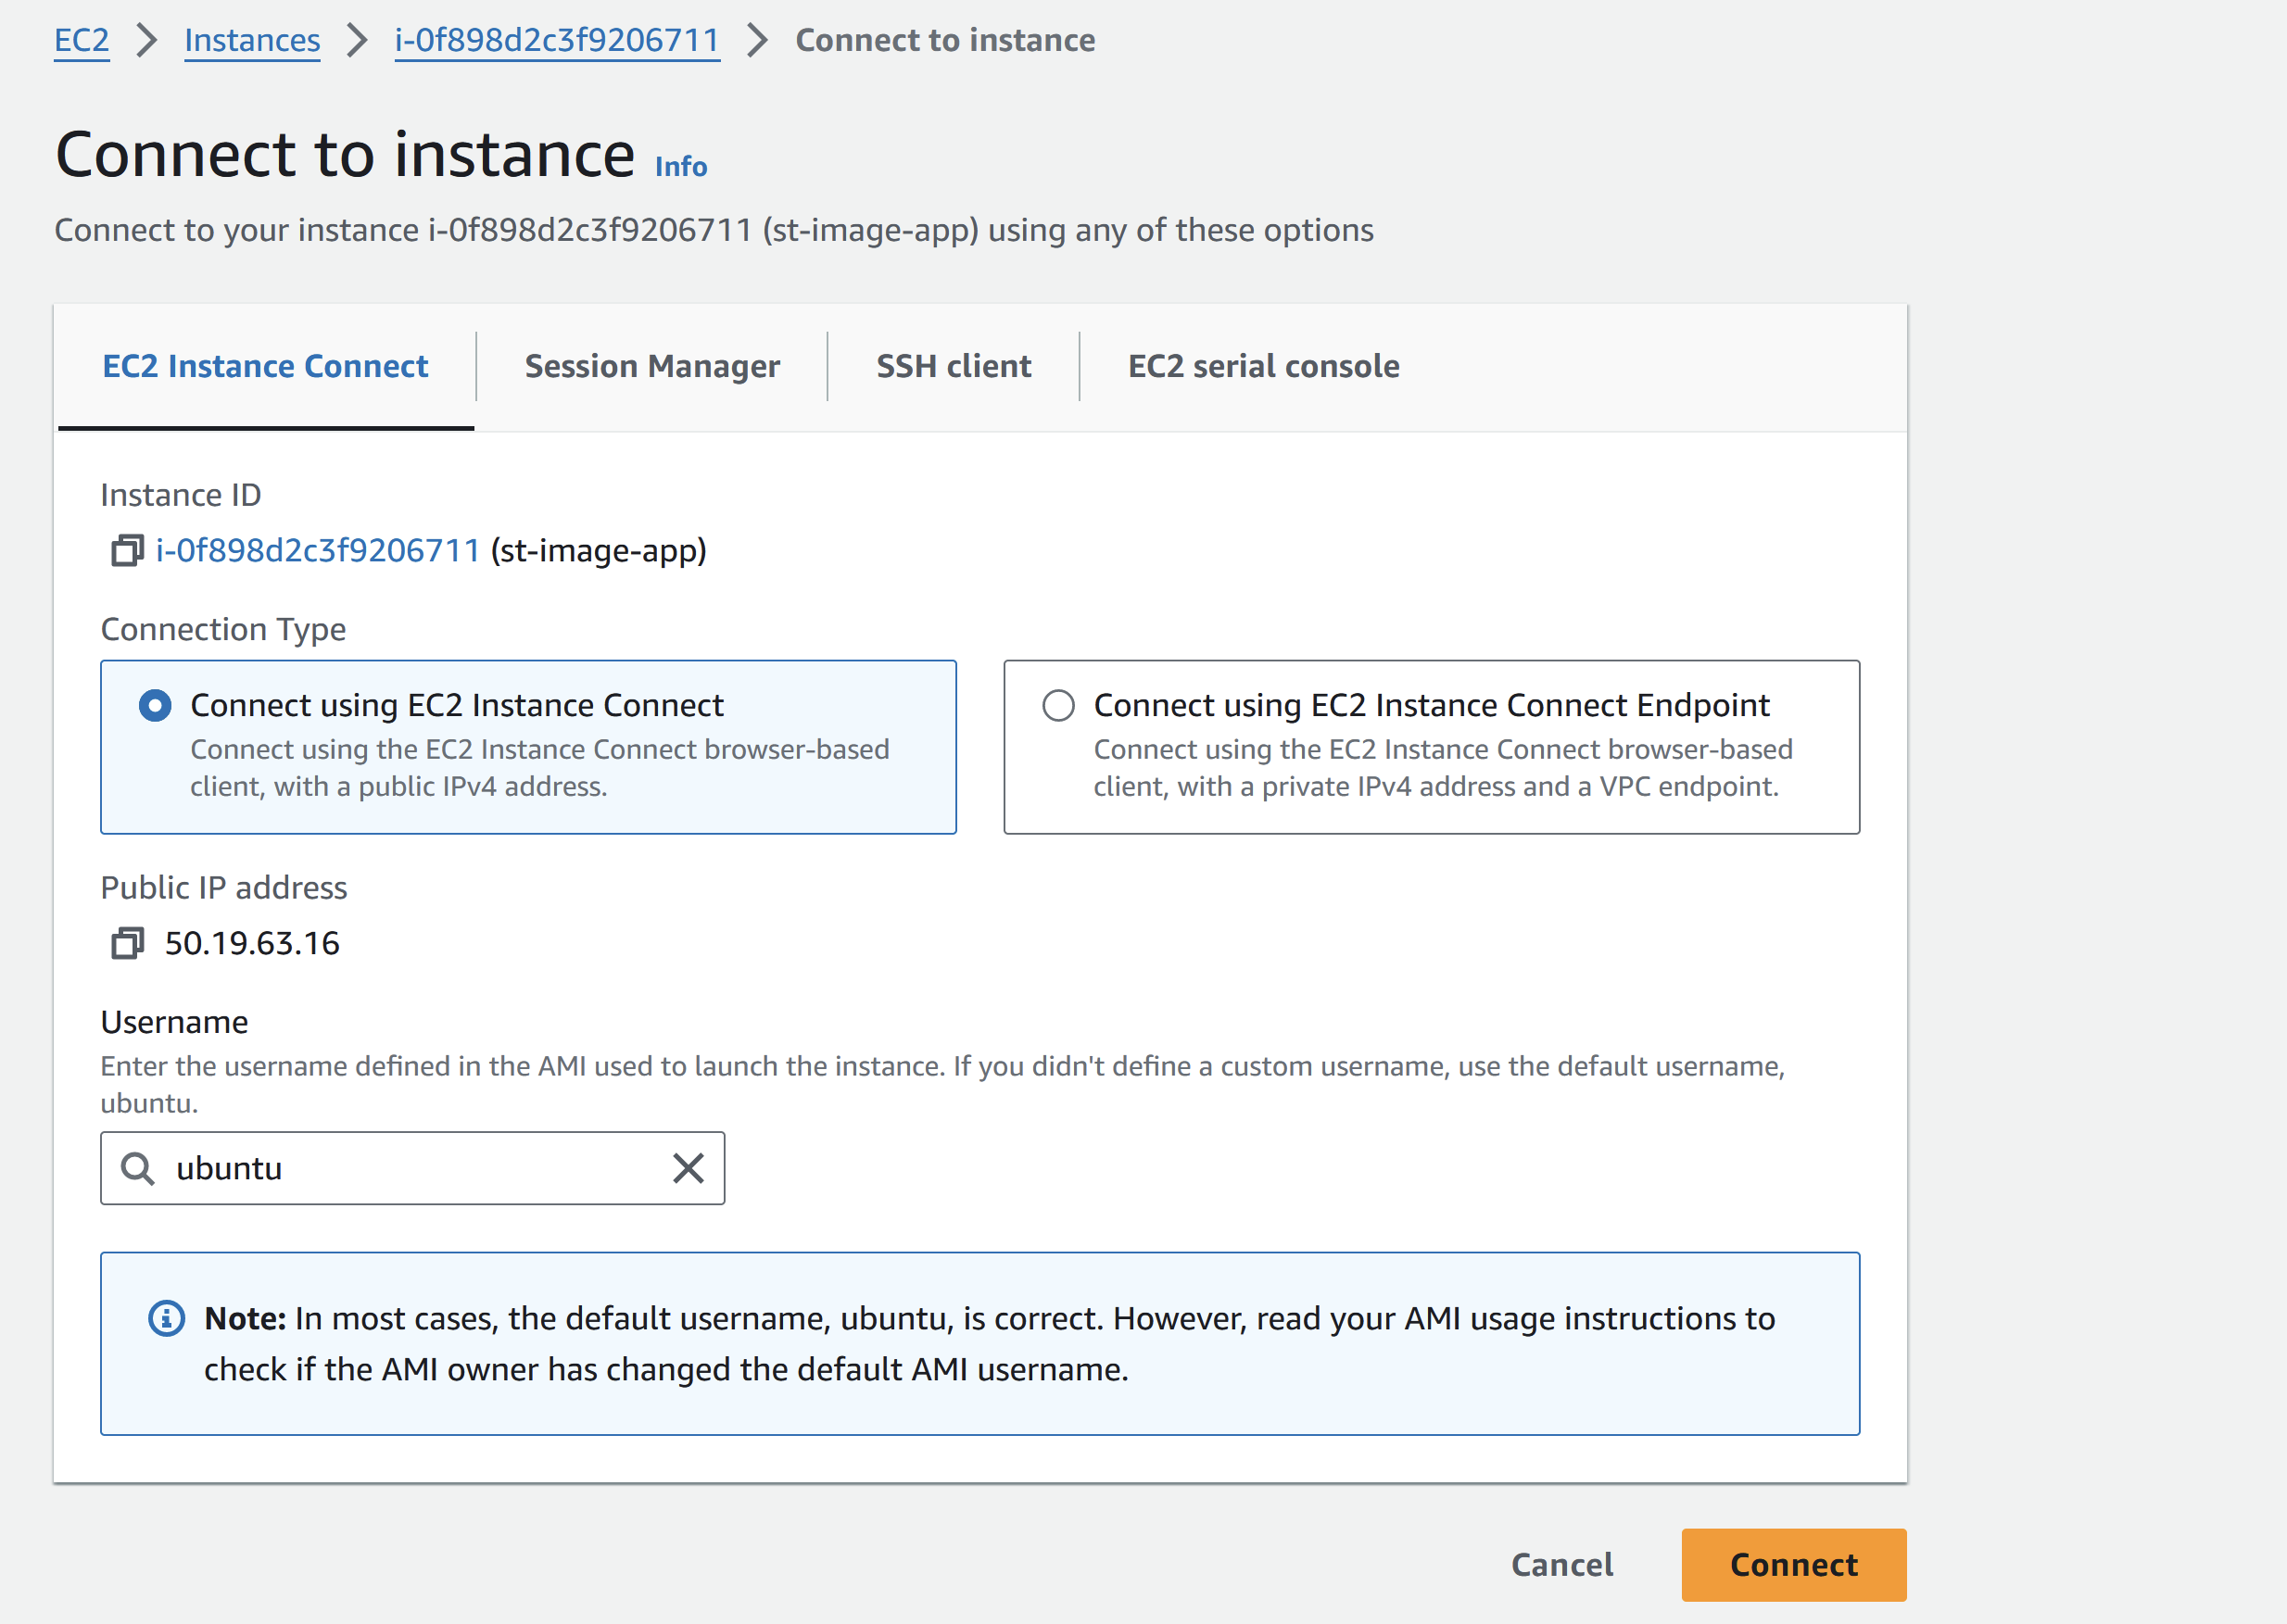 EC2 > Instances > i-0f898d2c3f9206711 > Connect to instance
Connect to instance Info
Connect to your instance i-0f898d2c3f9206711 (st-image-app) using any of these options
EC2 Instance Connect
Session Manager
SSH client
EC2 serial console
Instance ID
i-0f898d2c3f9206711 (st-image-app)
Connection Type
Connect using EC2 Instance Connect
Connect using the EC2 Instance Connect browser-based
client, with a public IPv4 address.
Connect using EC2 Instance Connect Endpoint
Connect using the EC2 Instance Connect browser-based
client, with a private IPv4 address and a VPC endpoint.
Public IP address
50.19.63.16
Username
Enter the username defined in the AMI used to launch the instance. If you didn't define a custom username, use the default username,
ubuntu.
ubuntu
Note: In most cases, the default username, ubuntu, is correct. However, read your AMI usage instructions to
check if the AMI owner has changed the default AMI username.
Cancel
Connect